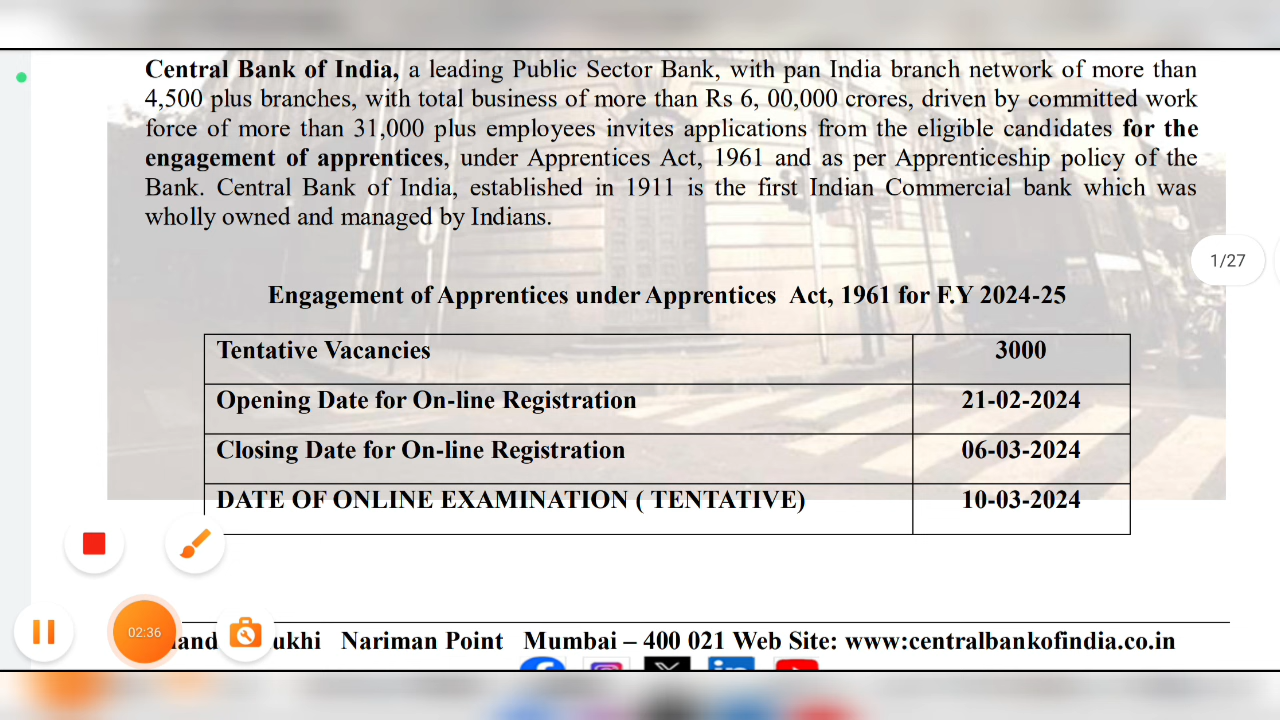 Central Bank of India, a leading Public Sector Bank, with pan India branch network of more than
4,500 plus branches, with total business of more than Rs 6, 00,000 crores, driven by committed work
force of more than 31,000 plus employees invites applications from the eligible candidates for the
engagement of apprentices, under Apprentices Act, 1961 and as per Apprenticeship policy of the
Bank. Central Bank of India, established in 1911 is the first Indian Commercial bank which was
wholly owned and managed by Indians.
1/27
Engagement of Apprentices under Apprentices Act, 1961 for F.Y 2024-25
Tentative Vacancies 3000
Opening Date for On-line Registration 21-02-2024
Closing Date for On-line Registration 06-03-2024
DATE OF ONLINE EXAMINATION ( TENTATIVE) 10-03-2024
02:36
Nariman Point Mumbai – 400 021 Web Site: www:centralbankofindia.co.in